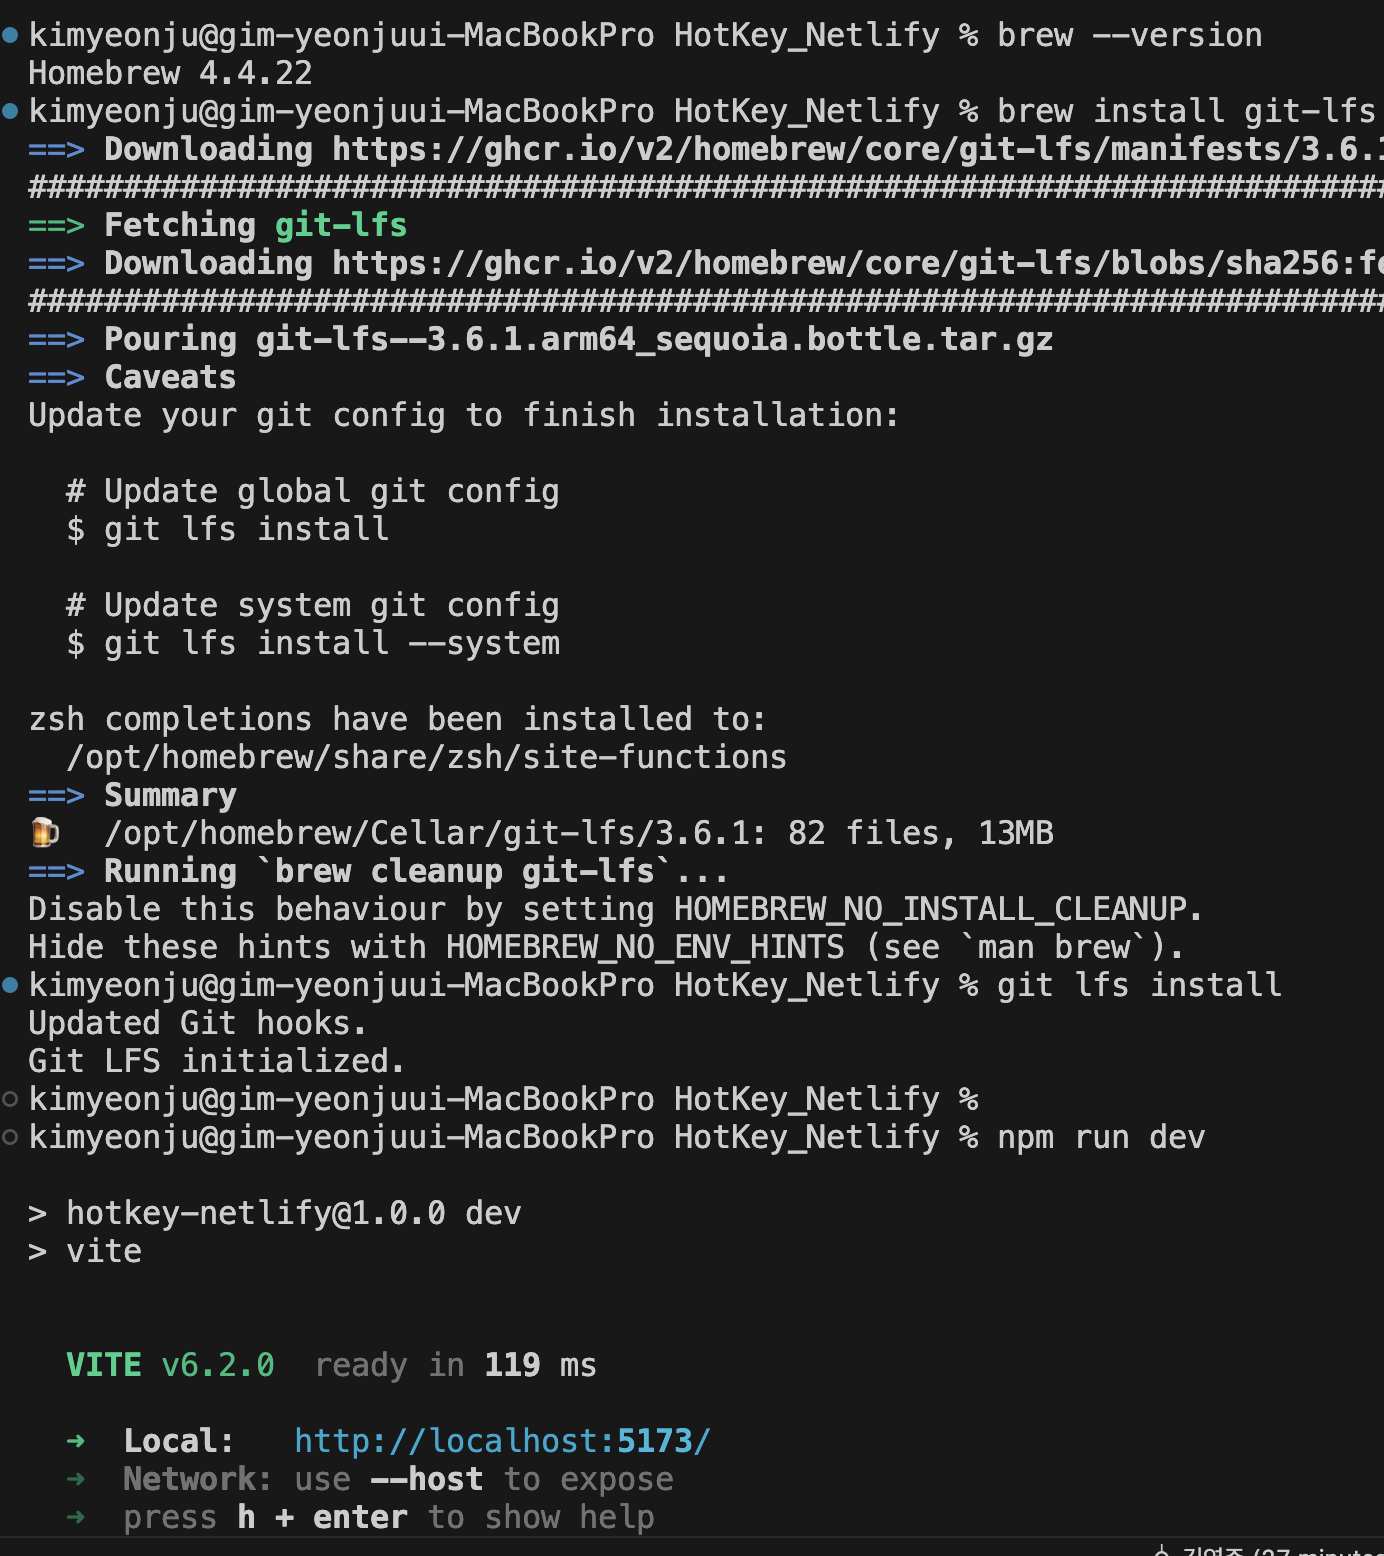 kimyeonju@gim-yeonjuui-MacBookPro HotKey_Netlify % brew --version
Homebrew 4.4.22
kimyeonju@gim-yeonjuui-MacBookPro HotKey_Netlify % brew install git-lfs
==> Downloading https://ghcr.io/v2/homebrew/core/git-lfs/manifests/3.6.1
########################################################################
==> Fetching git-lfs
==> Downloading https://ghcr.io/v2/homebrew/core/git-lfs/blobs/sha256:fe
########################################################################
==> Pouring git-lfs--3.6.1.arm64_sequoia.bottle.tar.gz
==> Caveats
Update your git config to finish installation:
# Update global git config
$ git lfs install
# Update system git config
$ git lfs install --system
zsh completions have been installed to:
/opt/homebrew/share/zsh/site-functions
==> Summary
🍺 /opt/homebrew/Cellar/git-lfs/3.6.1: 82 files, 13MB
==> Running `brew cleanup git-lfs`...
Disable this behaviour by setting HOMEBREW_NO_INSTALL_CLEANUP.
Hide these hints with HOMEBREW_NO_ENV_HINTS (see `man brew`).
kimyeonju@gim-yeonjuui-MacBookPro HotKey_Netlify % git lfs install
Updated Git hooks.
Git LFS initialized.
kimyeonju@gim-yeonjuui-MacBookPro HotKey_Netlify %
kimyeonju@gim-yeonjuui-MacBookPro HotKey_Netlify % npm run dev
> hotkey-netlify@1.0.0 dev
> vite
VITE v6.2.0 ready in 119 ms
➜ Local: http://localhost:5173/
➜ Network: use --host to expose
➜ press h + enter to show help